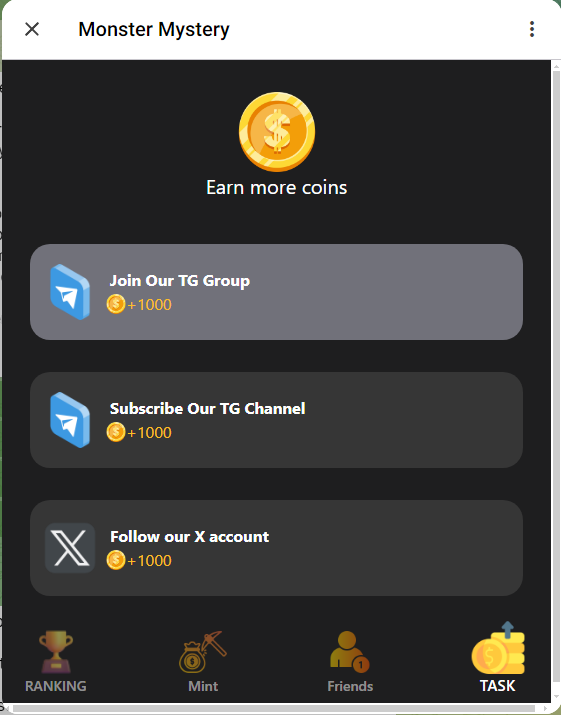 Monster Mystery
Earn more coins
Join Our TG Group
+1000
Subscribe Our TG Channel
+1000
Follow our X account
+1000
1
RANKING
Mint
Friends
TASK